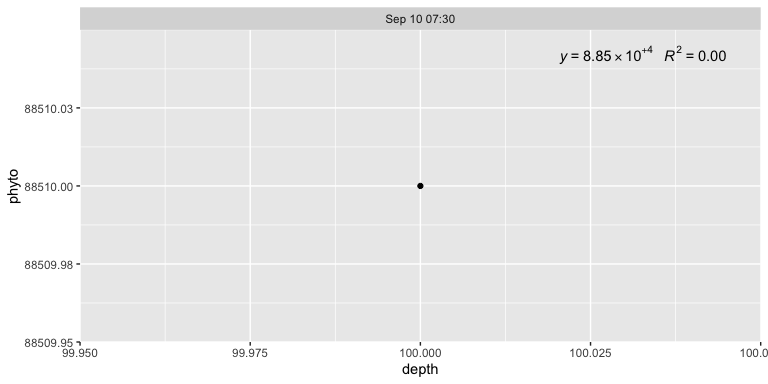 Sep 10 07:30
y = 8.85 × 10⁺⁴ R² = 0.00
phyto
88510.03
88510.00
88509.98
88509.95
99.950 99.975 100.000 100.025 100.0
depth